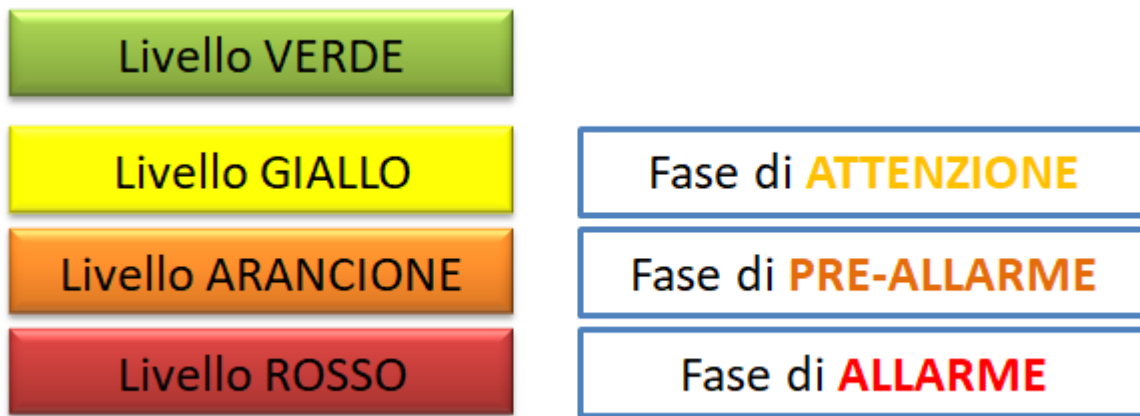 Livello VERDE
Livello GIALLO
Fase di ATTENZIONE
Livello ARANCIONE
Fase di PRE-ALLARME
Livello ROSSO
Fase di ALLARME